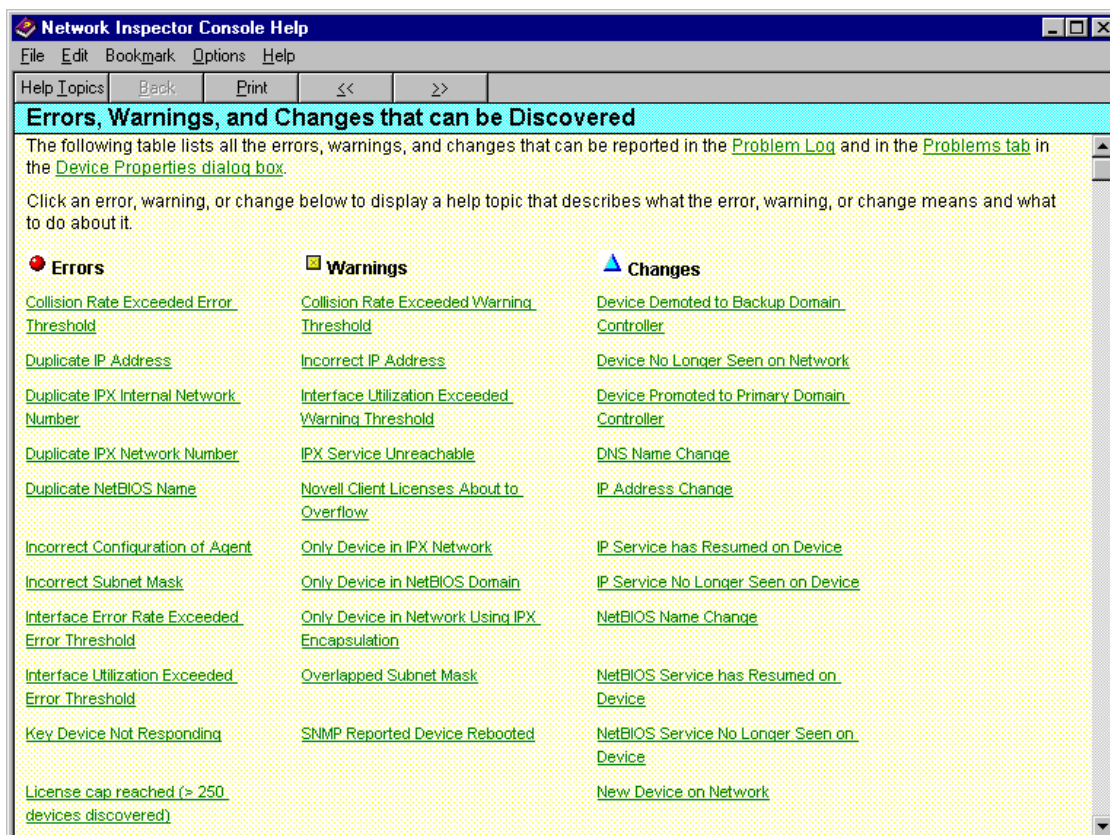 Network Inspector Console Help
File Edit Bookmark Options Help
Help Topics Back Print << >>
Errors, Warnings, and Changes that can be Discovered
The following table lists all the errors, warnings, and changes that can be reported in the Problem Log and in the Problems tab in
the Device Properties dialog box.
Click an error, warning, or change below to display a help topic that describes what the error, warning, or change means and what
to do about it.
Errors Warnings Changes
Collision Rate Exceeded Error Collision Rate Exceeded Warning Device Demoted to Backup Domain
Threshold Threshold Controller
Duplicate IP Address Incorrect IP Address Device No Longer Seen on Network
Duplicate IPX Internal Network Interface Utilization Exceeded Device Promoted to Primary Domain
Number Warning Threshold Controller
Duplicate IPX Network Number IPX Service Unreachable DNS Name Change
Duplicate NetBIOS Name Novell Client Licenses About to IP Address Change
Overflow
Incorrect Configuration of Agent Only Device in IPX Network IP Service has Resumed on Device
Incorrect Subnet Mask Only Device in NetBIOS Domain IP Service No Longer Seen on Device
Interface Error Rate Exceeded Only Device in Network Using IPX NetBIOS Name Change
Error Threshold Encapsulation
Interface Utilization Exceeded Overlapped Subnet Mask NetBIOS Service has Resumed on
Error Threshold Device
Key Device Not Responding SNMP Reported Device Rebooted NetBIOS Service No Longer Seen on
Device
License cap reached (> 250 New Device on Network
devices discovered)